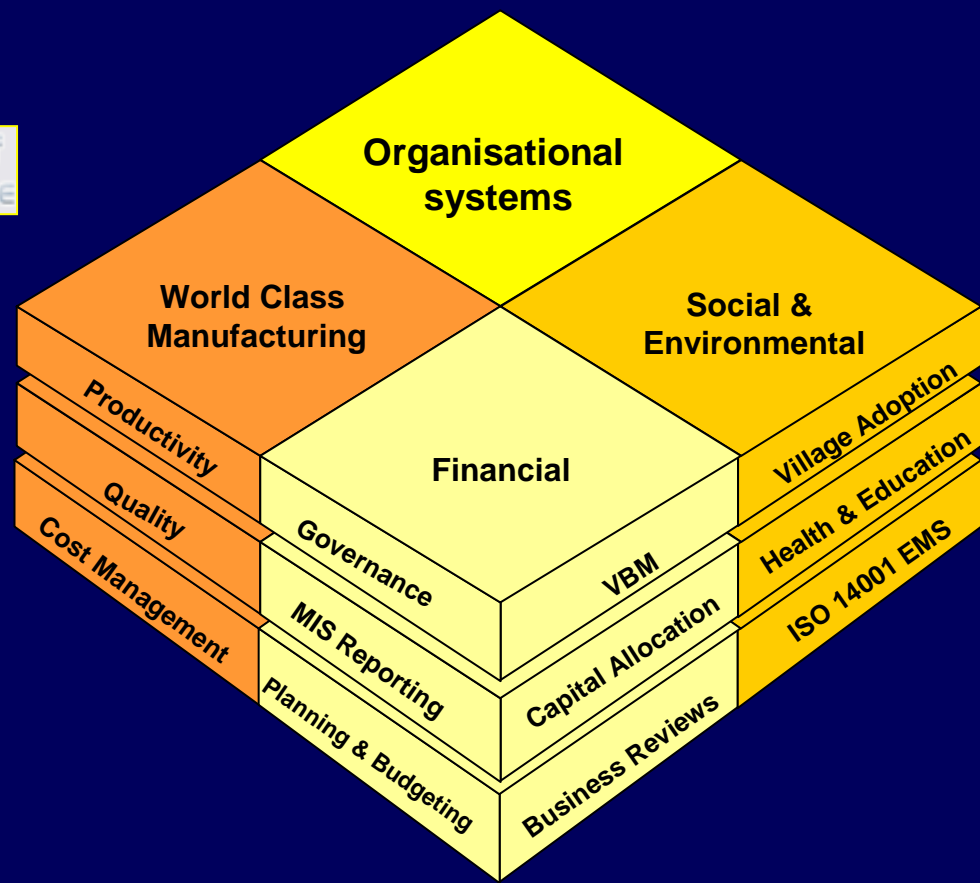 Organisational
systems
World Class
Manufacturing
Social &
Environmental
Financial
Productivity
Quality
Cost Management
Governance
MIS Reporting
Planning & Budgeting
VBM
Capital Allocation
Business Reviews
Village Adoption
Health & Education
ISO 14001 EMS